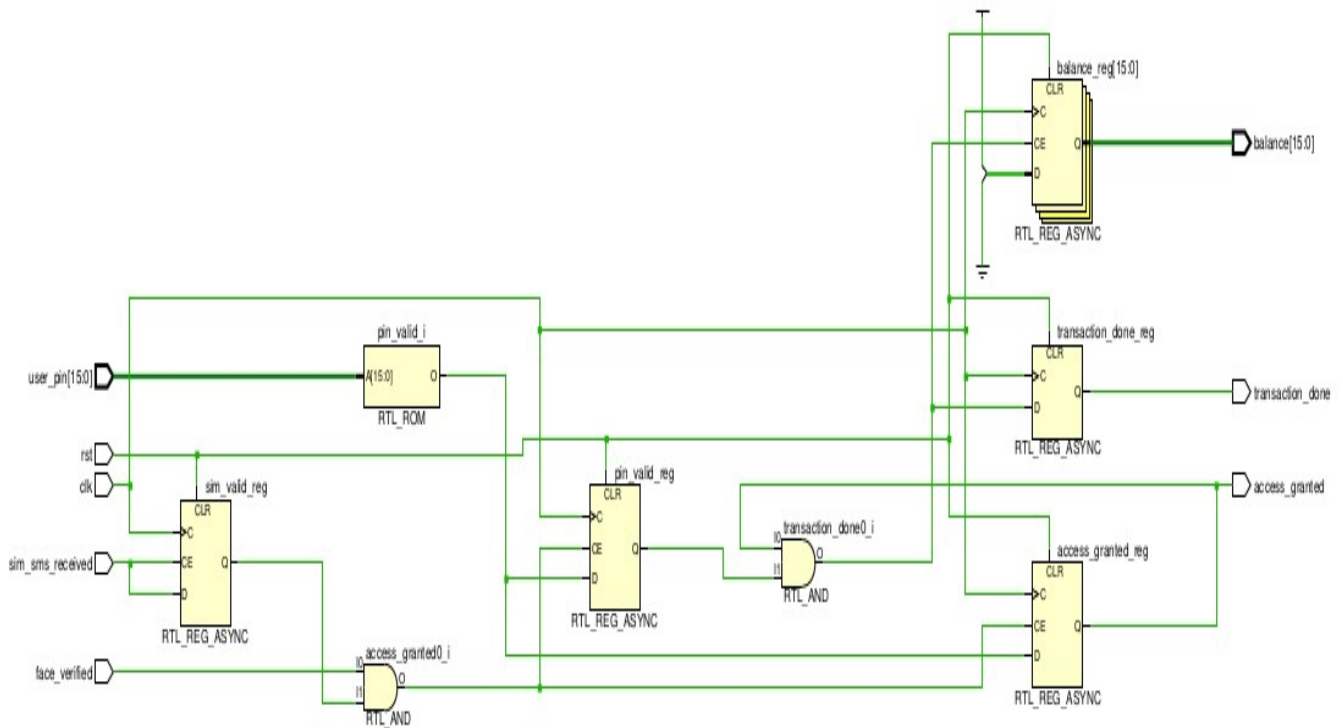 balance_reg[15:0]
CLR
C
CE
Q
D
RTL_REG_ASYNC
balance[15:0]
pin_valid_i
user_pin[15:0]
A[15:0]
O
RTL_ROM
transaction_done_reg
CLR
C
Q
D
RTL_REG_ASYNC
transaction_done
rst
clk
sim_valid_reg
CLR
C
sim_sms_received
CE
Q
D
RTL_REG_ASYNC
pin_valid_reg
CLR
C
CE
Q
D
RTL_REG_ASYNC
transaction_done0_i
I0
O
I1
RTL_AND
access_granted
access_granted_reg
CLR
C
CE
Q
D
RTL_REG_ASYNC
face_verified
access_granted0_i
I0
O
I1
RTL_AND